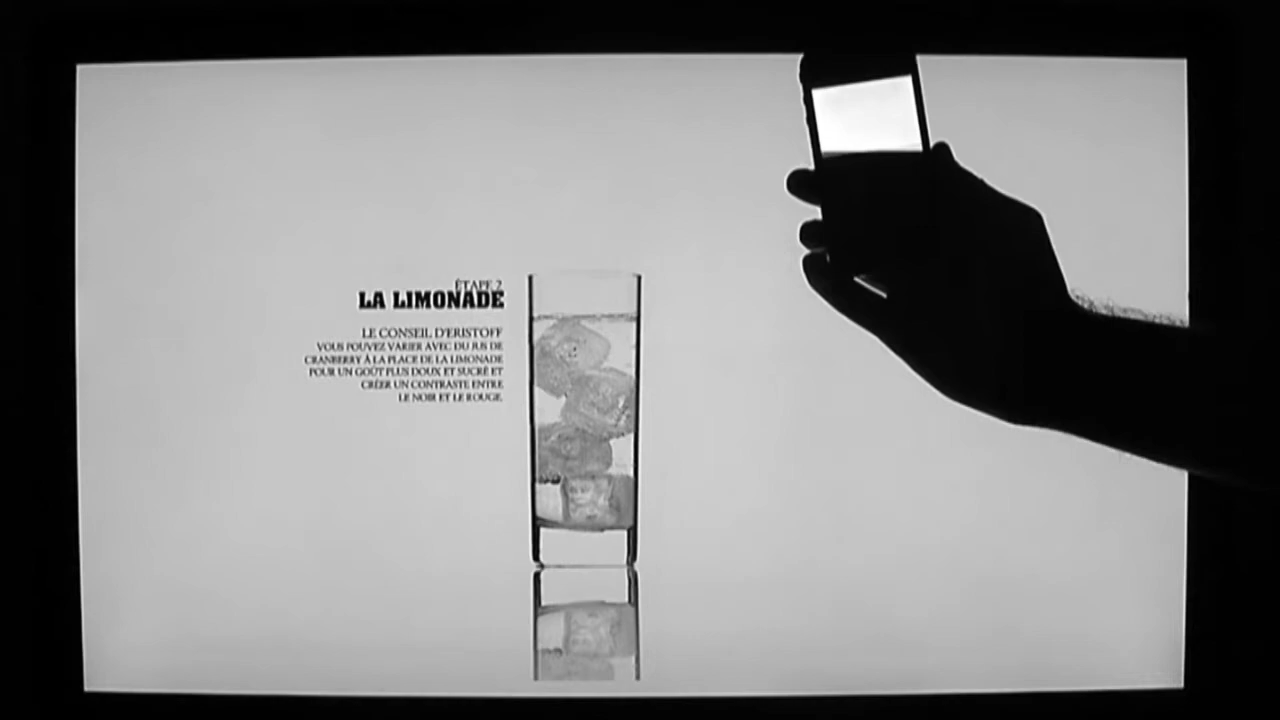 ÉTAPE 2
LA LIMONADE
LE CONSEIL D'ERISTOFF
VOUS POUVEZ VARIER AVEC DU JUS DE
CRANBERRY À LA PLACE DE LA LIMONADE
POUR UN GOÛT PLUS DOUX ET SUCRÉ ET
CRÉER UN CONTRASTE ENTRE
LE NOIR ET LE ROUGE.